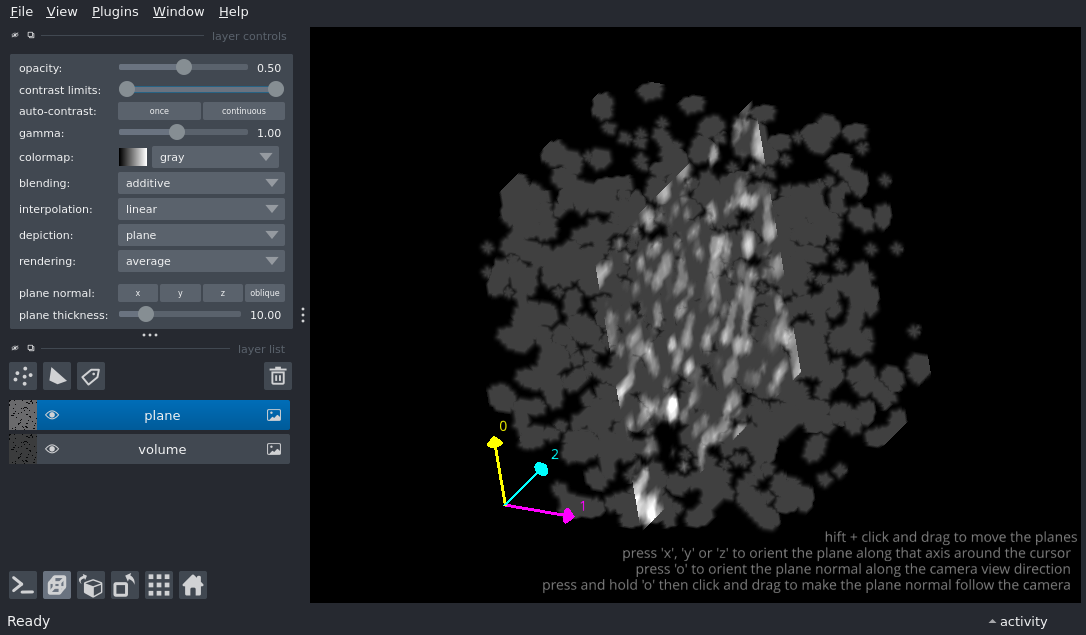 File View Plugins Window Help
layer controls
opacity: 0.50
contrast limits:
auto-contrast: once continuous
gamma: 1.00
colormap: gray
blending: additive
interpolation: linear
depiction: plane
rendering: average
plane normal: x y z oblique
plane thickness: 10.00
layer list
plane
volume
0
2
1
hift + click and drag to move the planes
press 'x', 'y' or 'z' to orient the plane along that axis around the cursor
press 'o' to orient the plane normal along the camera view direction
press and hold 'o' then click and drag to make the plane normal follow the camera
Ready activity